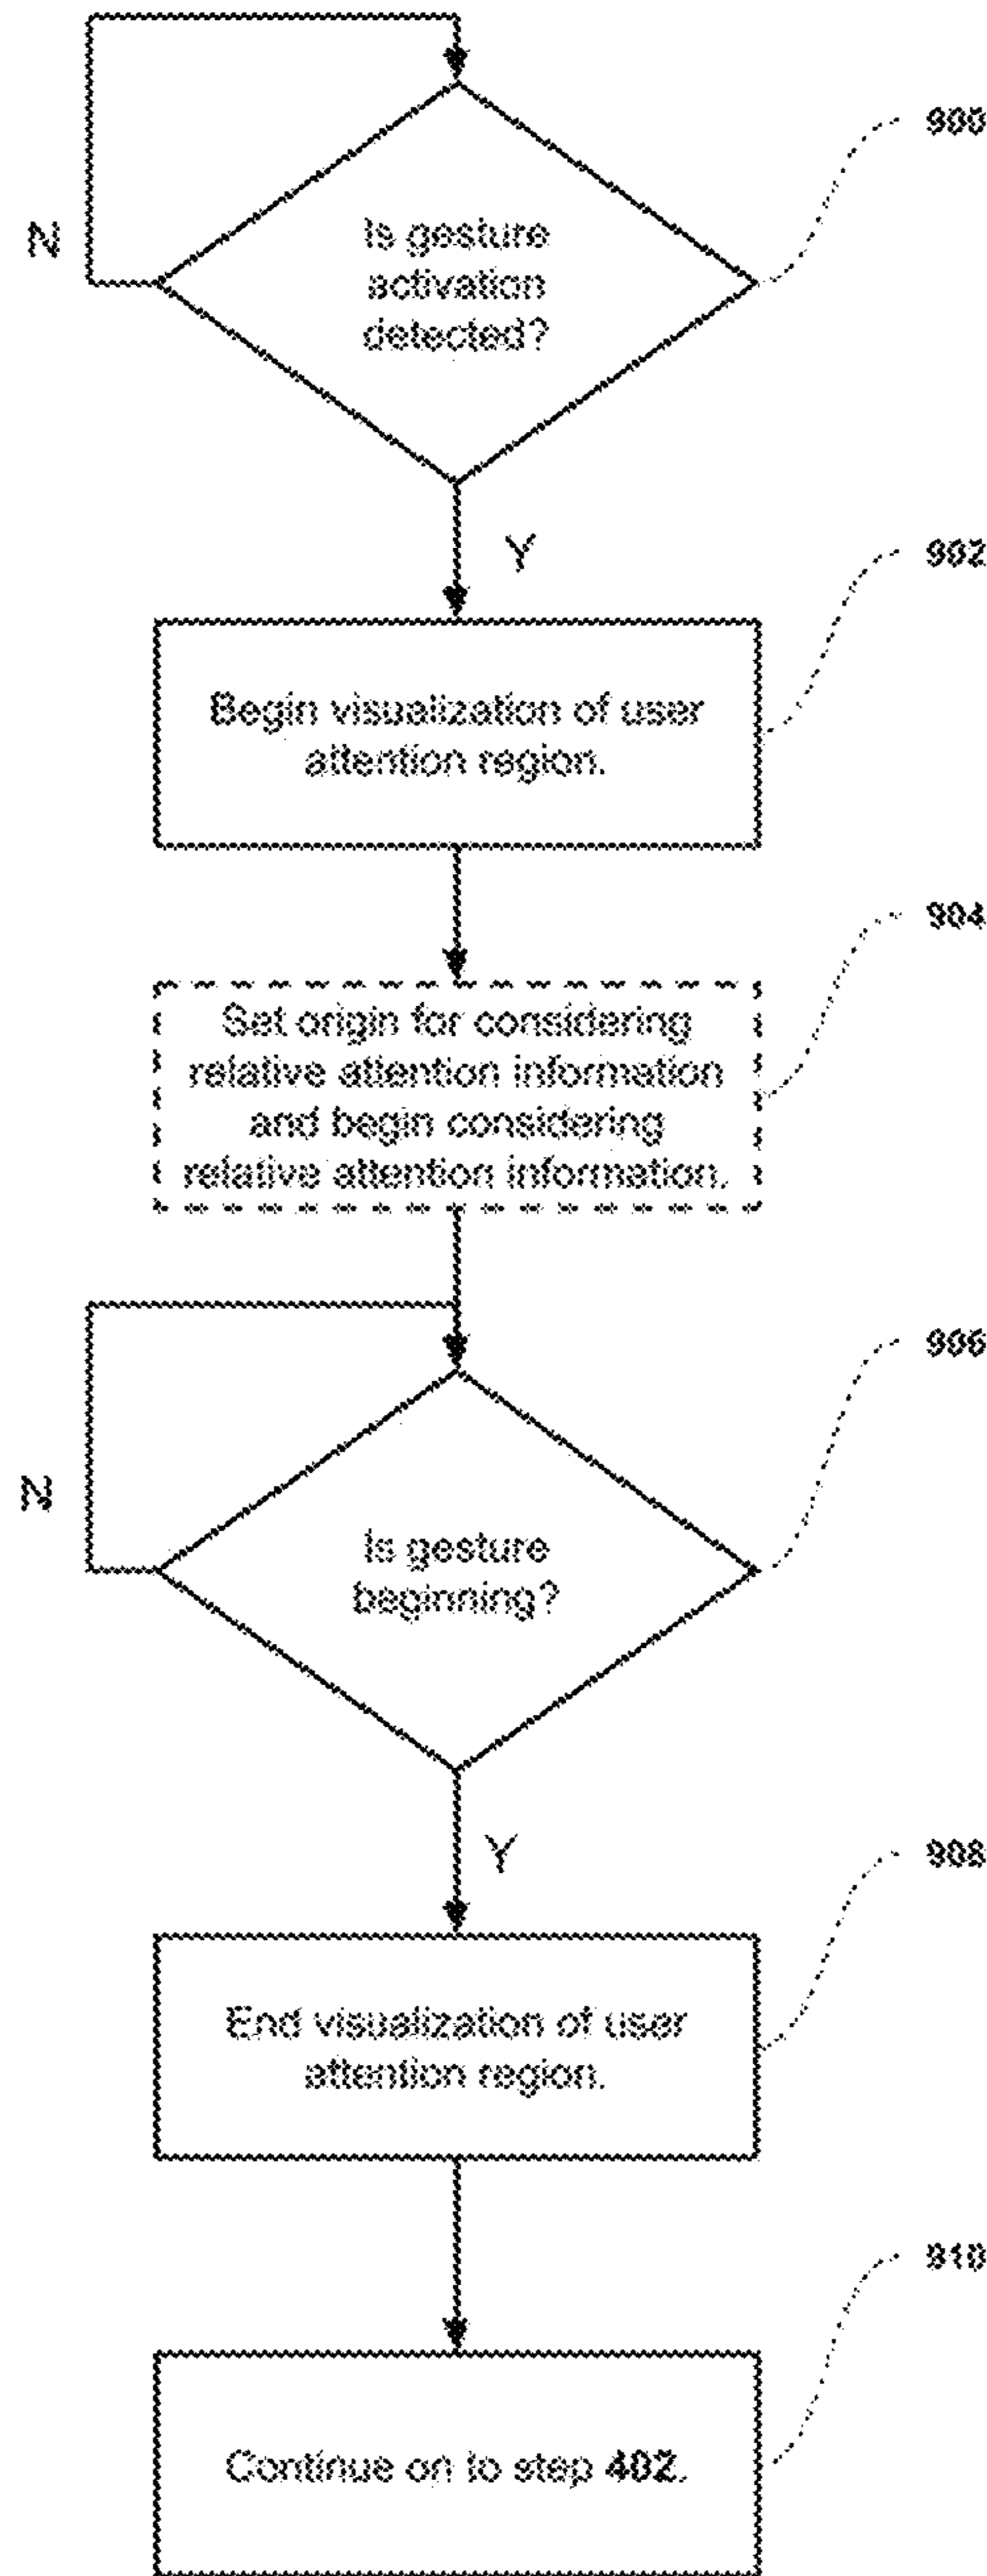 900
N
Is gesture
activation
detected?
Y
902
Begin visualization of user
attention region.
904
Set origin for considering
relative attention information
and begin considering
relative attention information.
906
N
Is gesture
beginning?
Y
908
End visualization of user
attention region.
910
Continue on to step 402.